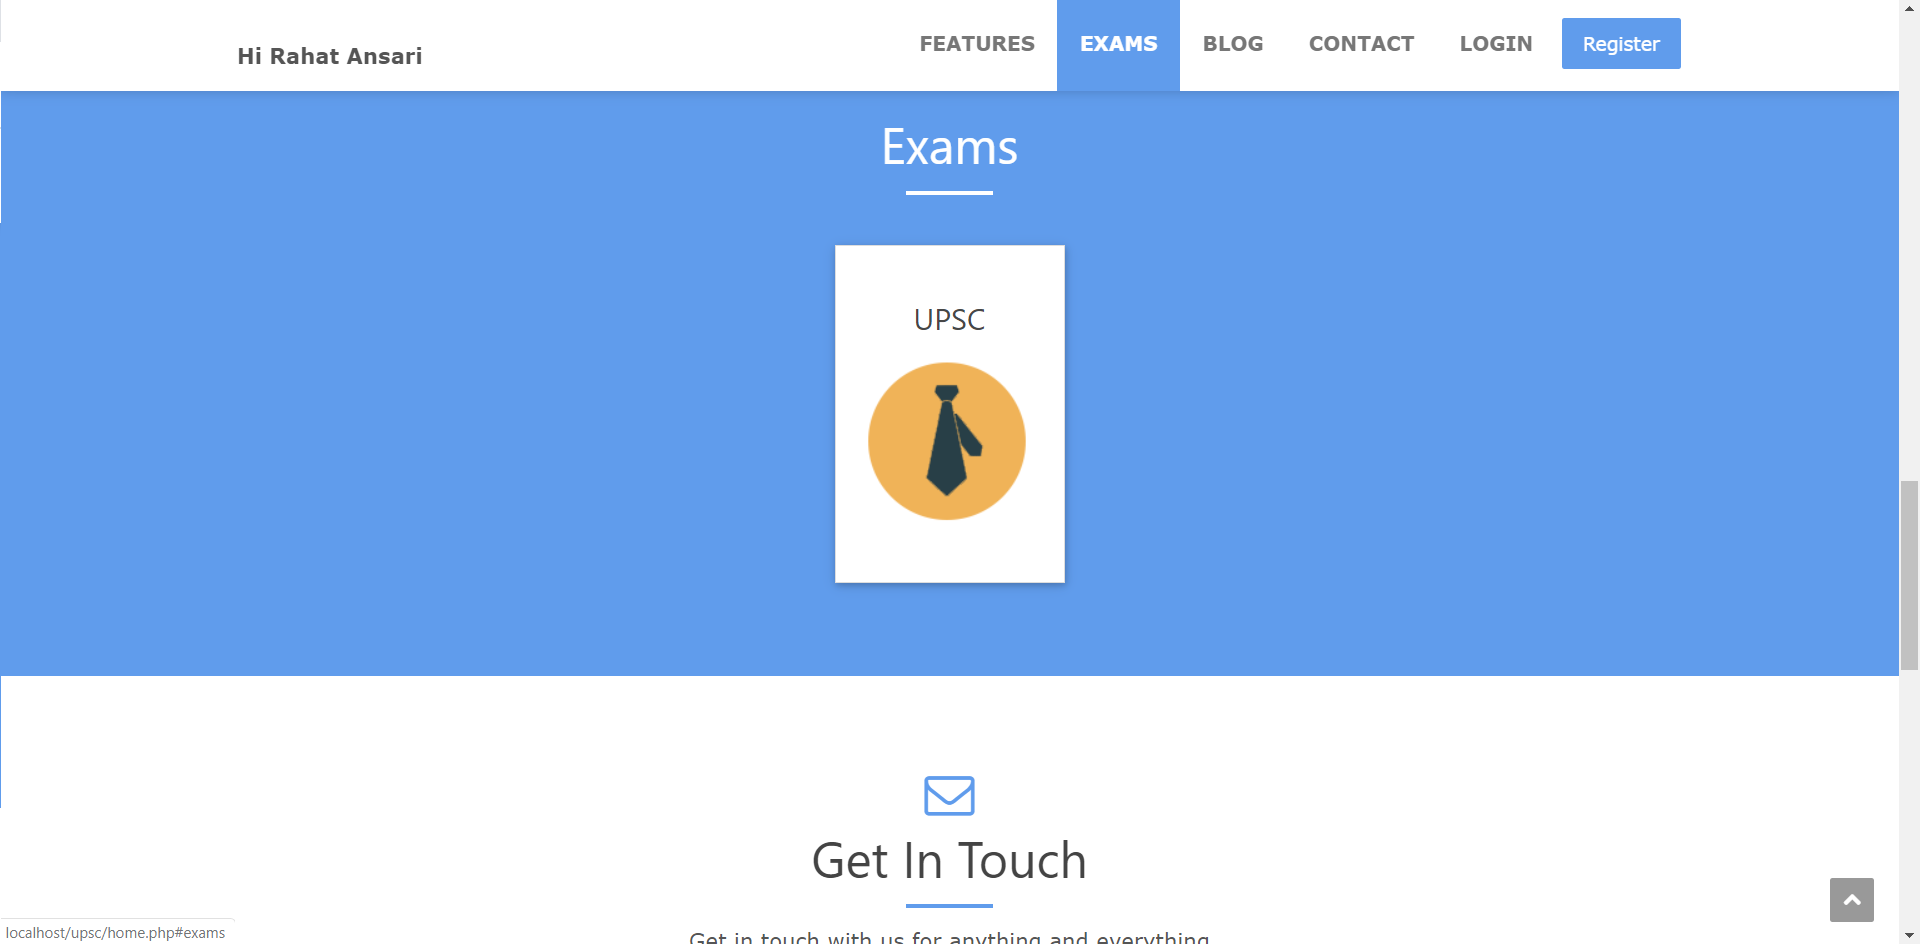 Hi Rahat Ansari
FEATURES EXAMS BLOG CONTACT LOGIN Register
Exams
UPSC
Get In Touch
Get in touch with us for anything and everything
localhost/upsc/home.php#exams